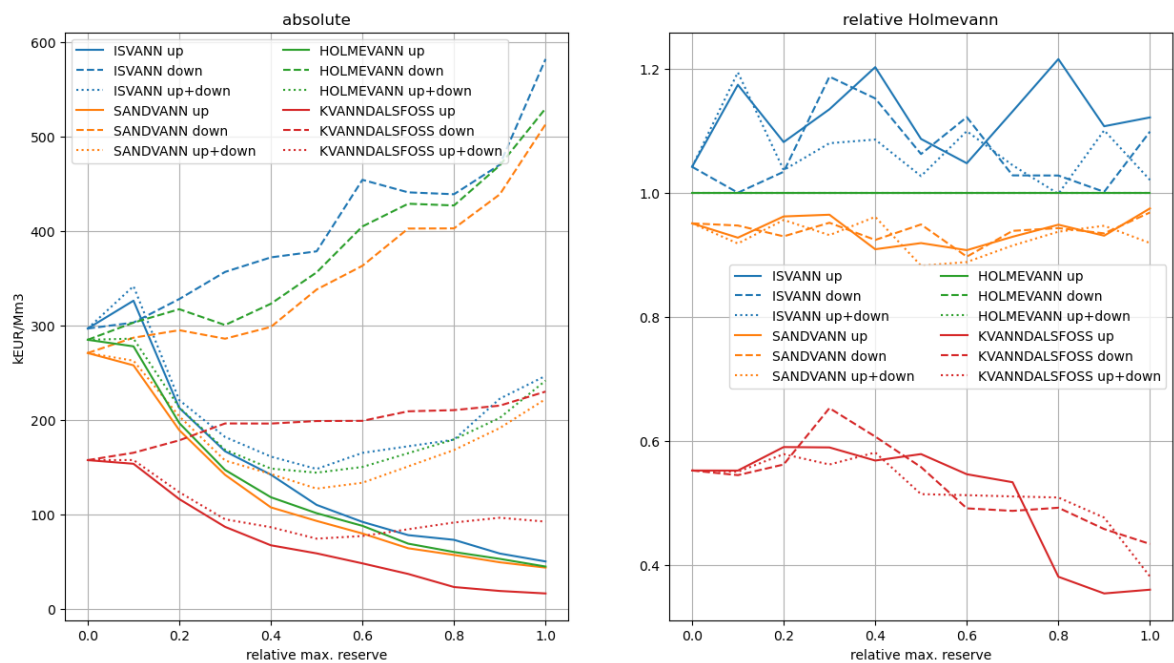 absolute
600
500
400
300
200
100
0
kEUR/Mm3
ISVANN up
ISVANN down
ISVANN up+down
SANDVANN up
SANDVANN down
SANDVANN up+down
HOLMEVANN up
HOLMEVANN down
HOLMEVANN up+down
KVANNDALSFOSS up
KVANNDALSFOSS down
KVANNDALSFOSS up+down
0.0 0.2 0.4 0.6 0.8 1.0
relative max. reserve
relative Holmevann
1.2
1.0
0.8
0.6
0.4
ISVANN up
ISVANN down
ISVANN up+down
SANDVANN up
SANDVANN down
SANDVANN up+down
HOLMEVANN up
HOLMEVANN down
HOLMEVANN up+down
KVANNDALSFOSS up
KVANNDALSFOSS down
KVANNDALSFOSS up+down
0.0 0.2 0.4 0.6 0.8 1.0
relative max. reserve